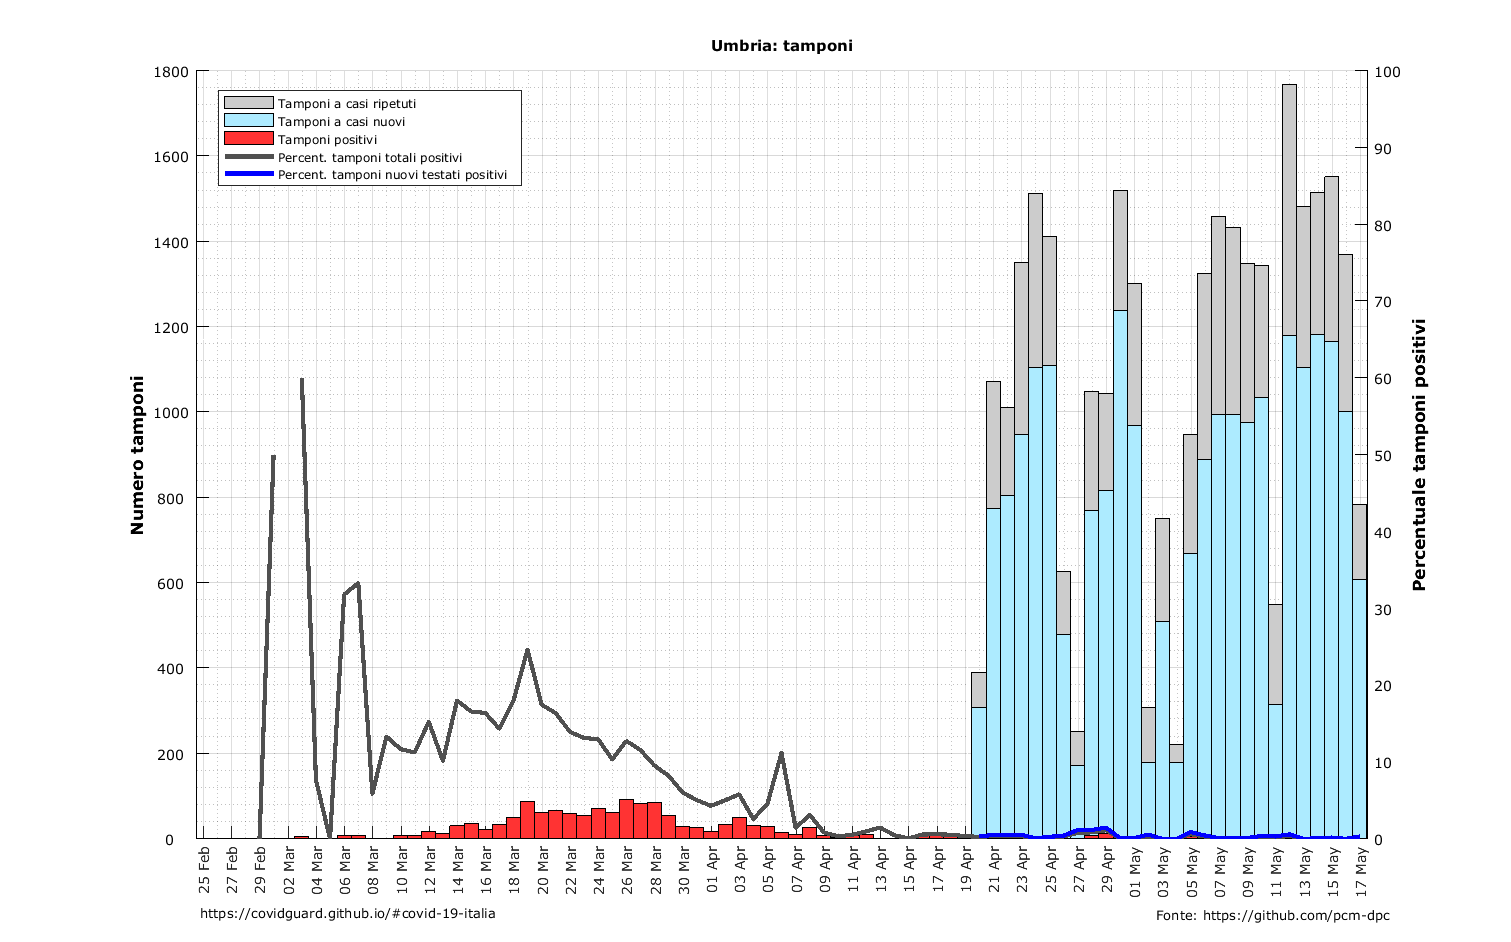 Umbria: tamponi
Tamponi a casi ripetuti
Tamponi a casi nuovi
Tamponi positivi
Percent. tamponi totali positivi
Percent. tamponi nuovi testati positivi
Numero tamponi
1800
1600
1400
1200
1000
800
600
400
200
0
100
90
80
70
60
50
40
30
20
10
0
Percentuale tamponi positivi
25 Feb
27 Feb
29 Feb
02 Mar
04 Mar
06 Mar
08 Mar
10 Mar
12 Mar
14 Mar
16 Mar
18 Mar
20 Mar
22 Mar
24 Mar
26 Mar
28 Mar
30 Mar
01 Apr
03 Apr
05 Apr
07 Apr
09 Apr
11 Apr
13 Apr
15 Apr
17 Apr
19 Apr
21 Apr
23 Apr
25 Apr
27 Apr
29 Apr
01 May
03 May
05 May
07 May
09 May
11 May
13 May
15 May
17 May
https://covidguard.github.io/#covid-19-italia
Fonte: https://github.com/pcm-dpc